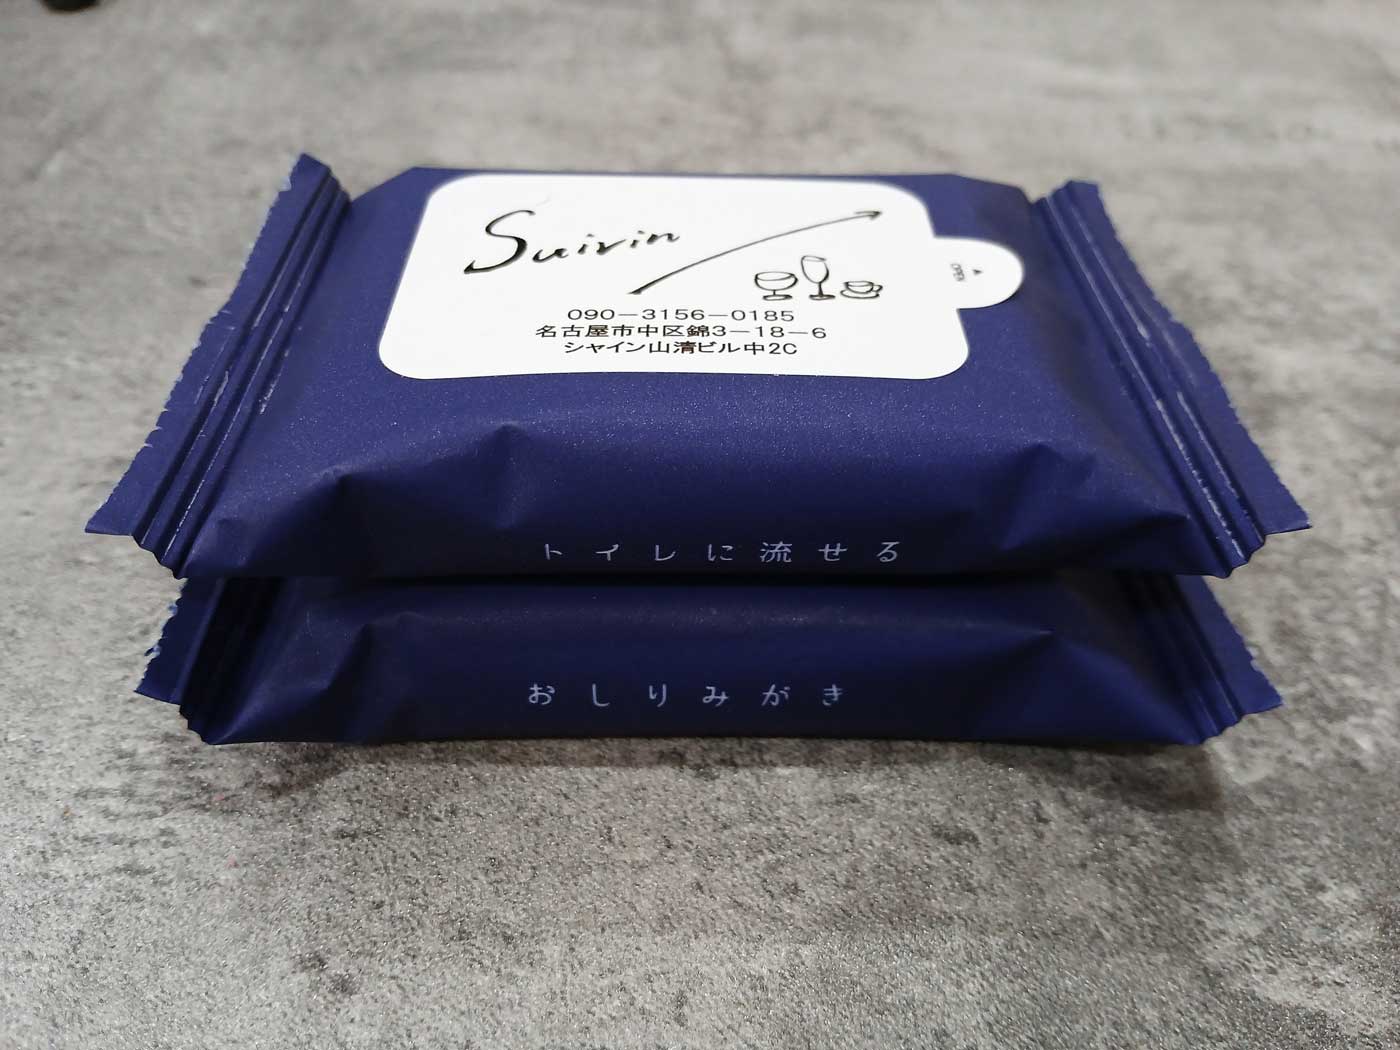 Suivin
OPEN
090-3156-0185
名古屋市中区錦3-18-6
シャイン山清ビル中2C
トイレに流せる
おしりみがき